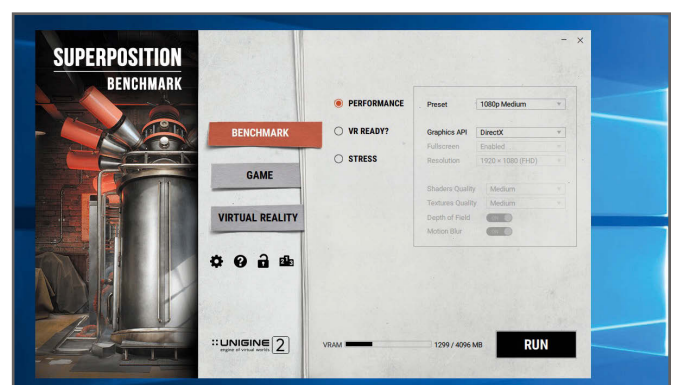 SUPERPOSITION
BENCHMARK
BENCHMARK
GAME
VIRTUAL REALITY
UNIGINE 2
engine of virtual worlds
PERFORMANCE
VR READY?
STRESS
Preset 1080p Medium
Graphics API DirectX
Fullscreen Enabled
Resolution 1920 × 1080 (FHD)
Shaders Quality Medium
Textures Quality Medium
Depth of Field
Motion Blur
VRAM 1299 / 4096 MB
RUN